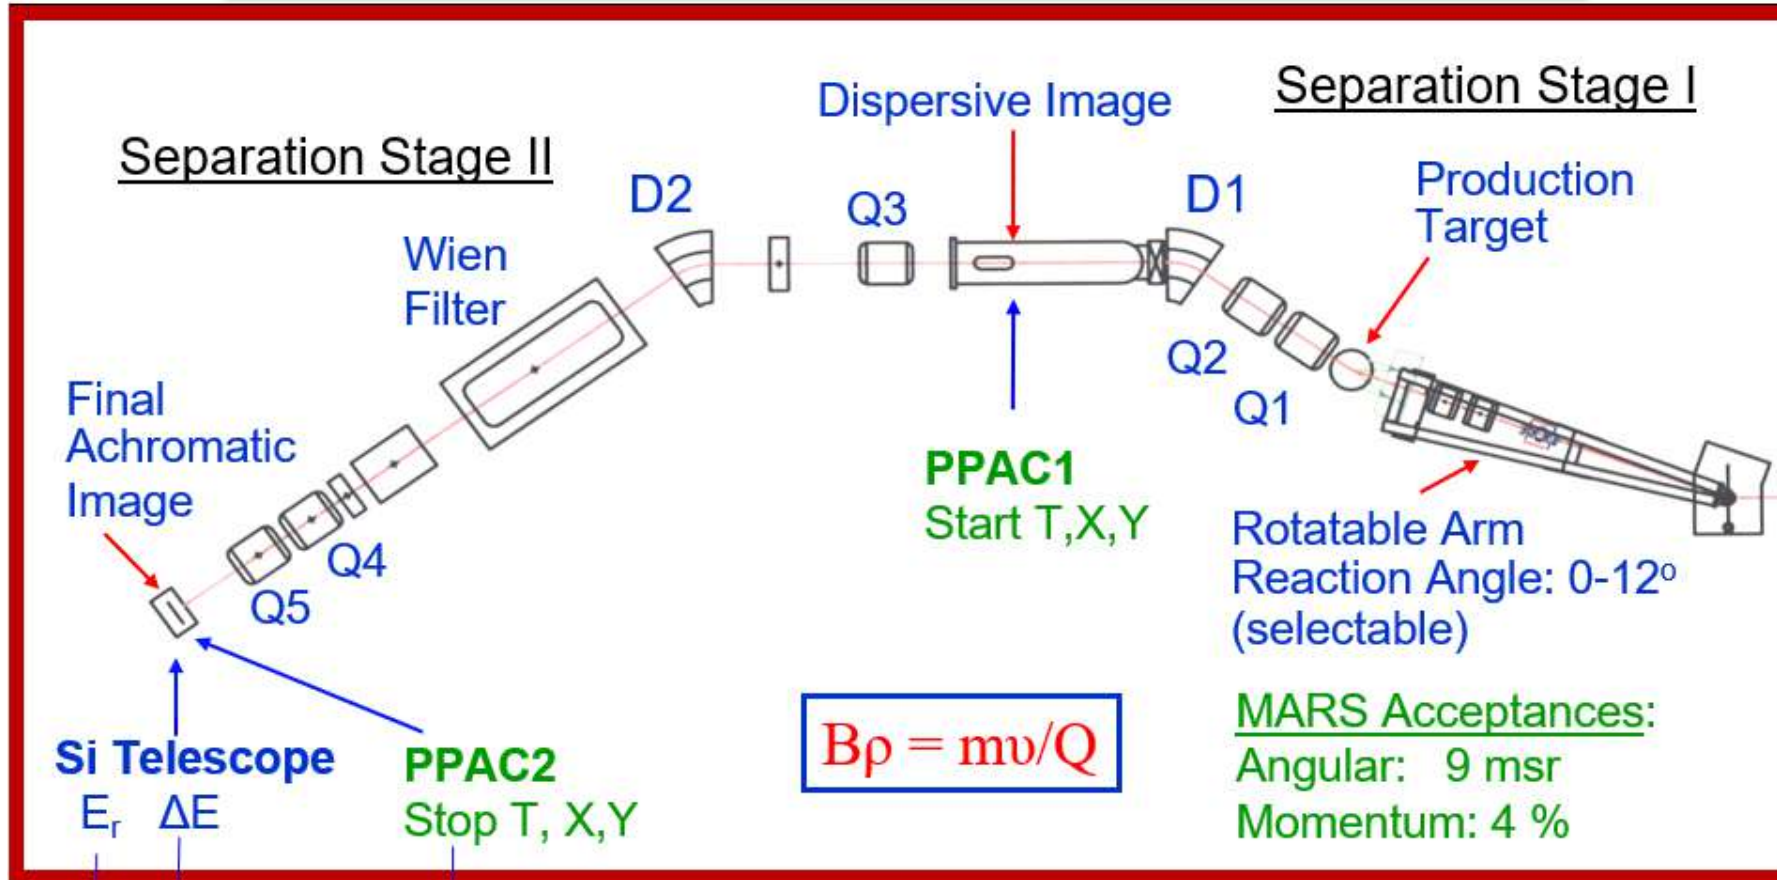 Separation Stage I
Dispersive Image
Separation Stage II
Production
Target
D2
Q3
D1
Wien
Filter
Q2
Q1
Final
Achromatic
Image
PPAC1
Start T,X,Y
Rotatable Arm
Reaction Angle: 0-12º
(selectable)
Q4
Q5
Bρ = mυ/Q
MARS Acceptances:
Angular: 9 msr
Momentum: 4 %
Si Telescope
Eᵣ ΔE
PPAC2
Stop T, X,Y